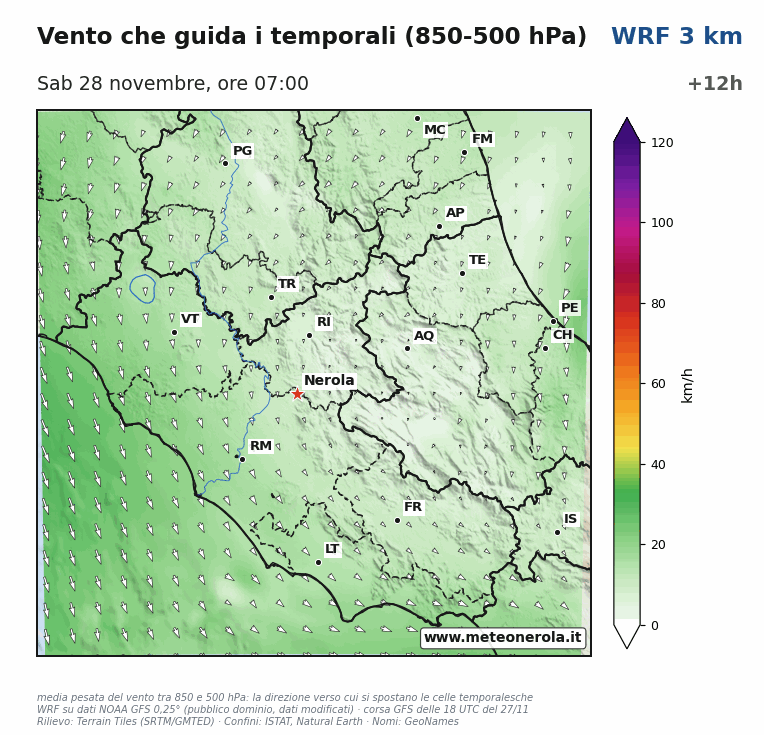 Vento che guida i temporali (850-500 hPa) WRF 3 km
Sab 28 novembre, ore 07:00 +12h
MC
FM
PG
AP
TE
TR
PE
VT
RI
AQ
CH
Nerola
RM
FR
IS
LT
www.meteonerola.it
120
100
80
60
40
20
0
km/h
media pesata del vento tra 850 e 500 hPa: la direzione verso cui si spostano le celle temporalesche
WRF su dati NOAA GFS 0,25° (pubblico dominio, dati modificati) · corsa GFS delle 18 UTC del 27/11
Rilievo: Terrain Tiles (SRTM/GMTED) · Confini: ISTAT, Natural Earth · Nomi: GeoNames